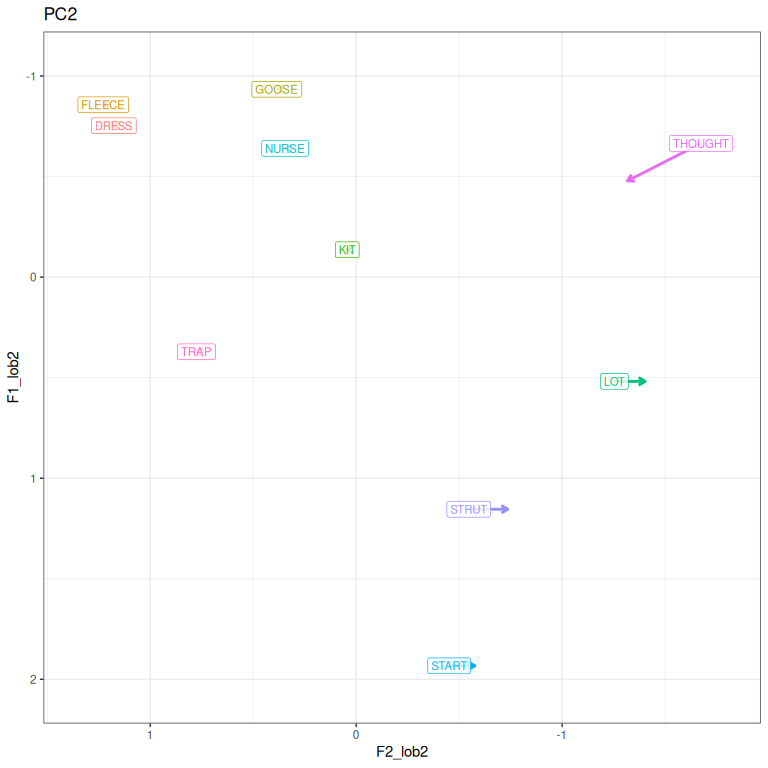 PC2
-1
GOOSE
FLEECE
DRESS
THOUGHT
NURSE
KIT
0
TRAP
LOT
F1_lob2
1
STRUT
START
2
1
0
-1
F2_lob2